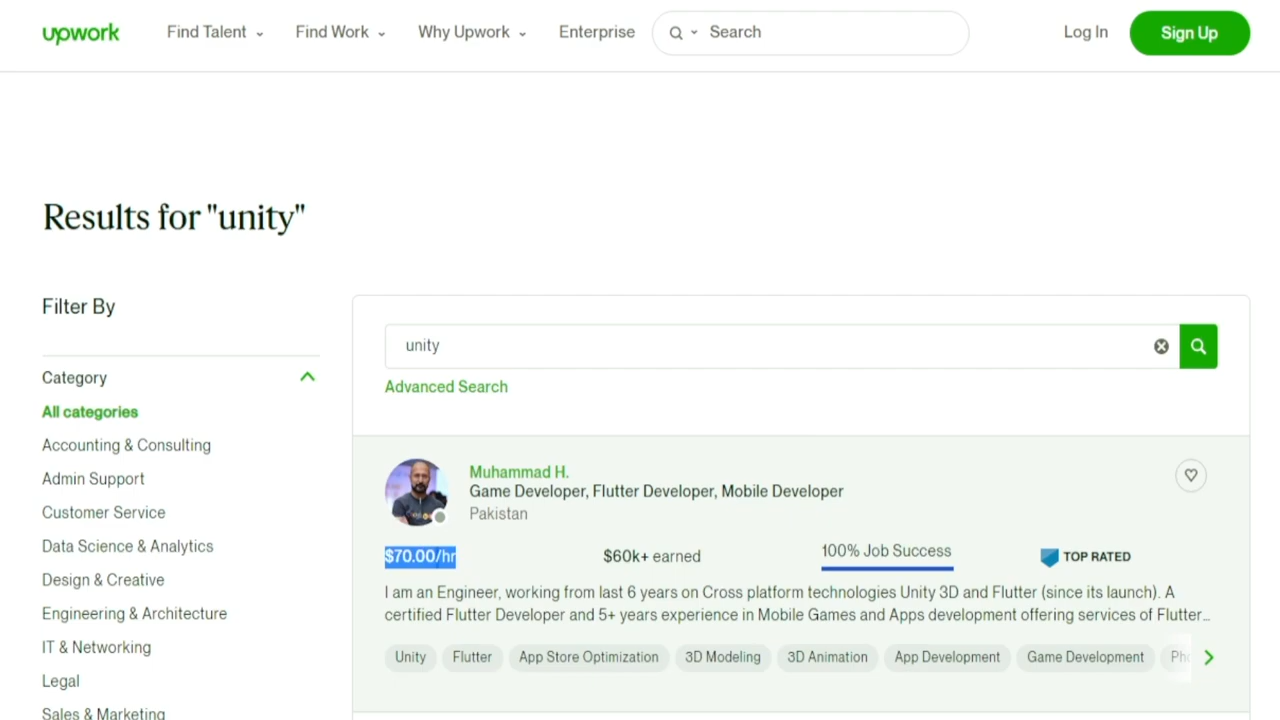 upwork Find Talent Find Work Why Upwork Enterprise Search Log In Sign Up
Results for "unity"
Filter By
Category
All categories
Accounting & Consulting
Admin Support
Customer Service
Data Science & Analytics
Design & Creative
Engineering & Architecture
IT & Networking
Legal
Sales & Marketing
unity
Advanced Search
Muhammad H.
Game Developer, Flutter Developer, Mobile Developer
Pakistan
$70.00/hr $60k+ earned 100% Job Success TOP RATED
I am an Engineer, working from last 6 years on Cross platform technologies Unity 3D and Flutter (since its launch). A
certified Flutter Developer and 5+ years experience in Mobile Games and Apps development offering services of Flutter...
Unity Flutter App Store Optimization 3D Modeling 3D Animation App Development Game Development